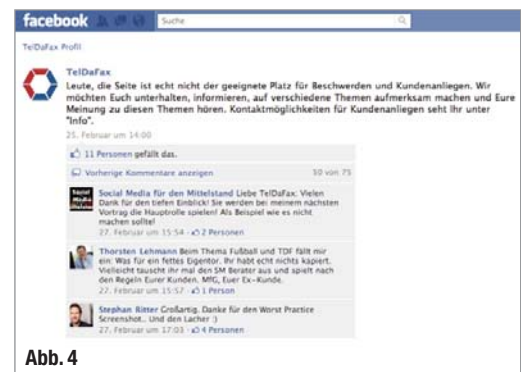 facebook
Suche
TelDaFax Profil
TelDaFax
Leute, die Seite ist echt nicht der geeignete Platz für Beschwerden und Kundenanliegen. Wir
möchten Euch unterhalten, informieren, auf verschiedene Themen aufmerksam machen und Eure
Meinung zu diesen Themen hören. Kontaktmöglichkeiten für Kundenanliegen seht Ihr unter
"Info".
25. Februar um 14:00
11 Personen gefällt das.
Vorherige Kommentare anzeigen 50 von 75
Social Media für den Mittelstand Liebe TelDaFax: Vielen
Dank für den tiefen Einblick! Sie werden bei meinem nächsten
Vortrag die Hauptrolle spielen! Als Beispiel wie es nicht
machen sollte!
27. Februar um 15:54 · 2 Personen
Thorsten Lehmann Beim Thema Fußball und TDF fällt mir
ein: Was für ein fettes Eigentor. Ihr habt echt nichts kapiert.
Vielleicht tauscht ihr mal den SM Berater aus und spielt nach
den Regeln Eurer Kunden. MfG, Euer Ex-Kunde.
27. Februar um 15:57 · 1 Person
Stephan Ritter Großartig. Danke für den Worst Practice
Screenshot.. Und den Lacher :)
27. Februar um 17:03 · 4 Personen
Abb. 4